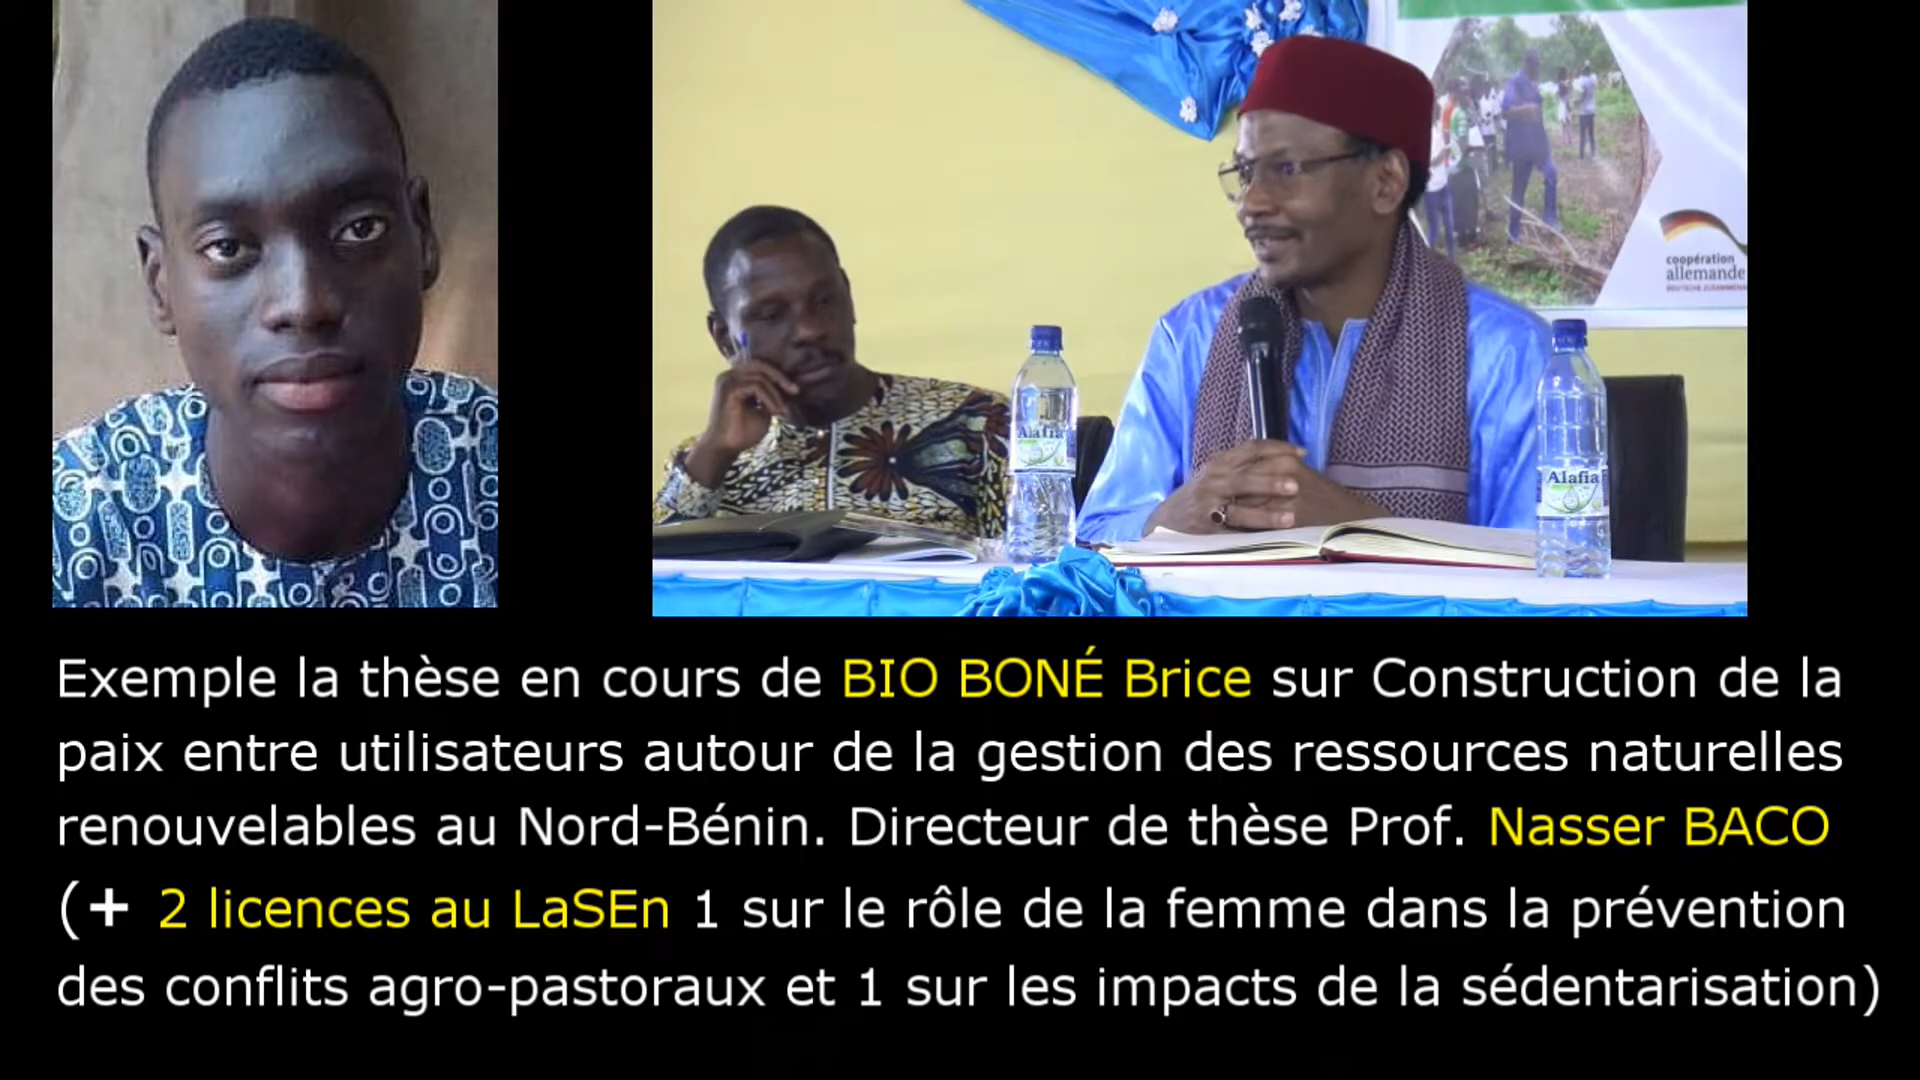 coopération
allemande
Alafia
Alafia
Exemple la thèse en cours de BIO BONÉ Brice sur Construction de la
paix entre utilisateurs autour de la gestion des ressources naturelles
renouvelables au Nord-Bénin. Directeur de thèse Prof. Nasser BACO
(+ 2 licences au LaSEn 1 sur le rôle de la femme dans la prévention
des conflits agro-pastoraux et 1 sur les impacts de la sédentarisation)